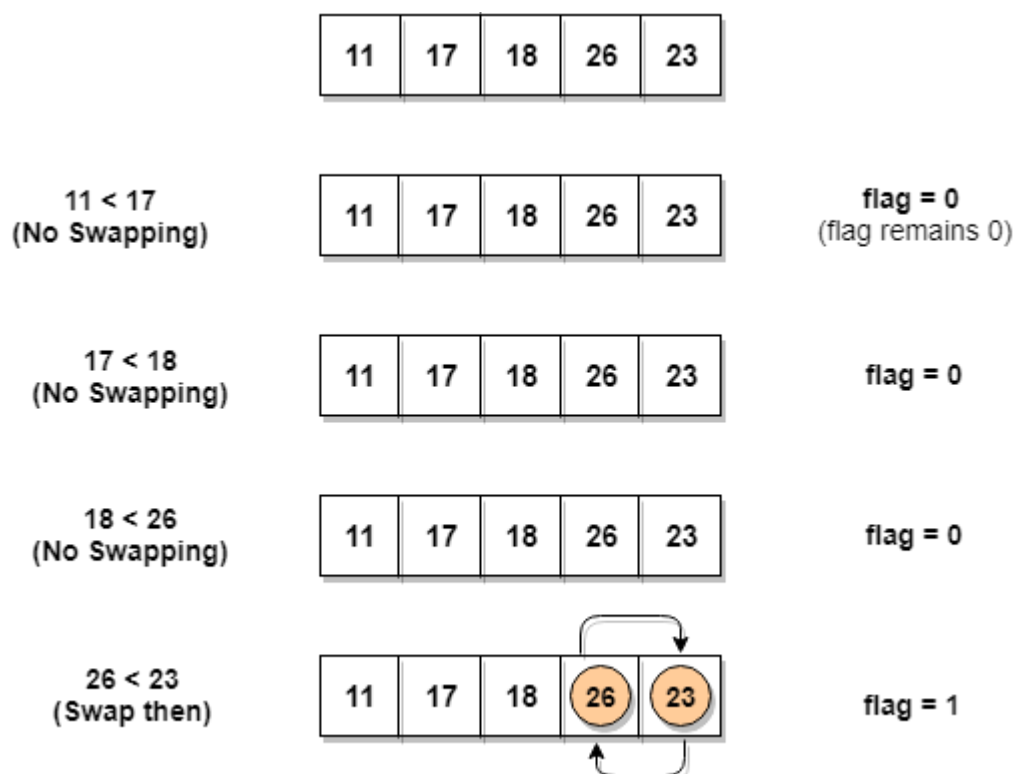 11 17 18 26 23
11 < 17
(No Swapping)
11 17 18 26 23
flag = 0
(flag remains 0)
17 < 18
(No Swapping)
11 17 18 26 23
flag = 0
18 < 26
(No Swapping)
11 17 18 26 23
flag = 0
26 < 23
(Swap then)
11 17 18 26 23
flag = 1